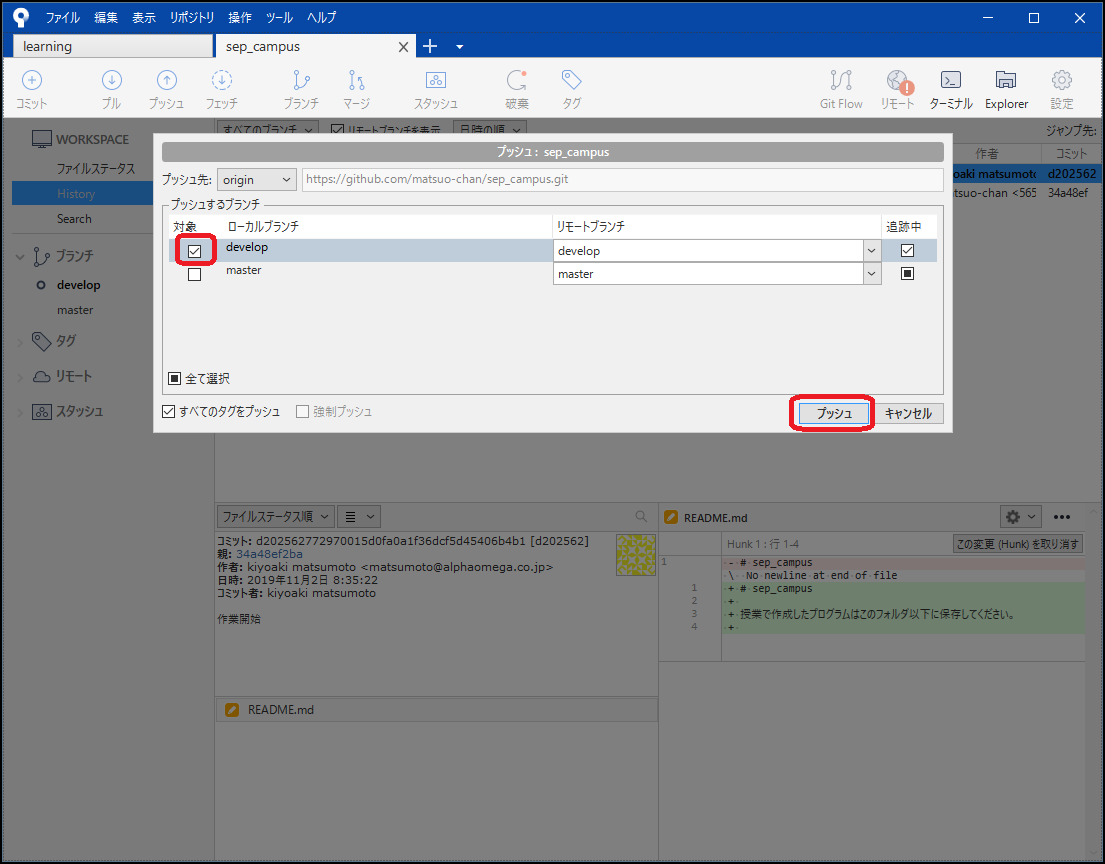 ファイル 編集 表示 リポジトリ 操作 ツール ヘルプ
learning sep_campus
コミット プル プッシュ フェッチ ブランチ マージ スタッシュ 破棄 タグ Git Flow リモート ターミナル Explorer 設定
すべてのブランチ リモートブランチを表示 日時の順 ジャンプ先:
WORKSPACE
ファイルステータス
History
Search
ブランチ
develop
master
タグ
リモート
スタッシュ
作者 コミット
yoaki matsumoto d202562
tsuo-chan <565 34a48ef
プッシュ : sep_campus
プッシュ先: origin https://github.com/matsuo-chan/sep_campus.git
プッシュするブランチ
対象 ローカルブランチ リモートブランチ 追跡中
develop develop
master master
全て選択
すべてのタグをプッシュ 強制プッシュ プッシュ キャンセル
ファイルステータス順
コミット: d202562772970015d0fa0a1f36dcf5d45406b4b1 [d202562]
親: 34a48ef2ba
作者: kiyoaki matsumoto <matsumoto@alphaomega.co.jp>
日時: 2019年11月2日 8:35:22
コミット者: kiyoaki matsumoto
作業開始
README.md
README.md
Hunk 1 : 行 1-4 この変更 (Hunk) を取り消す
1 - # sep_campus
\ No newline at end of file
1 + # sep_campus
2 +
3 + 授業で作成したプログラムはこのフォルダ以下に保存してください。
4 +